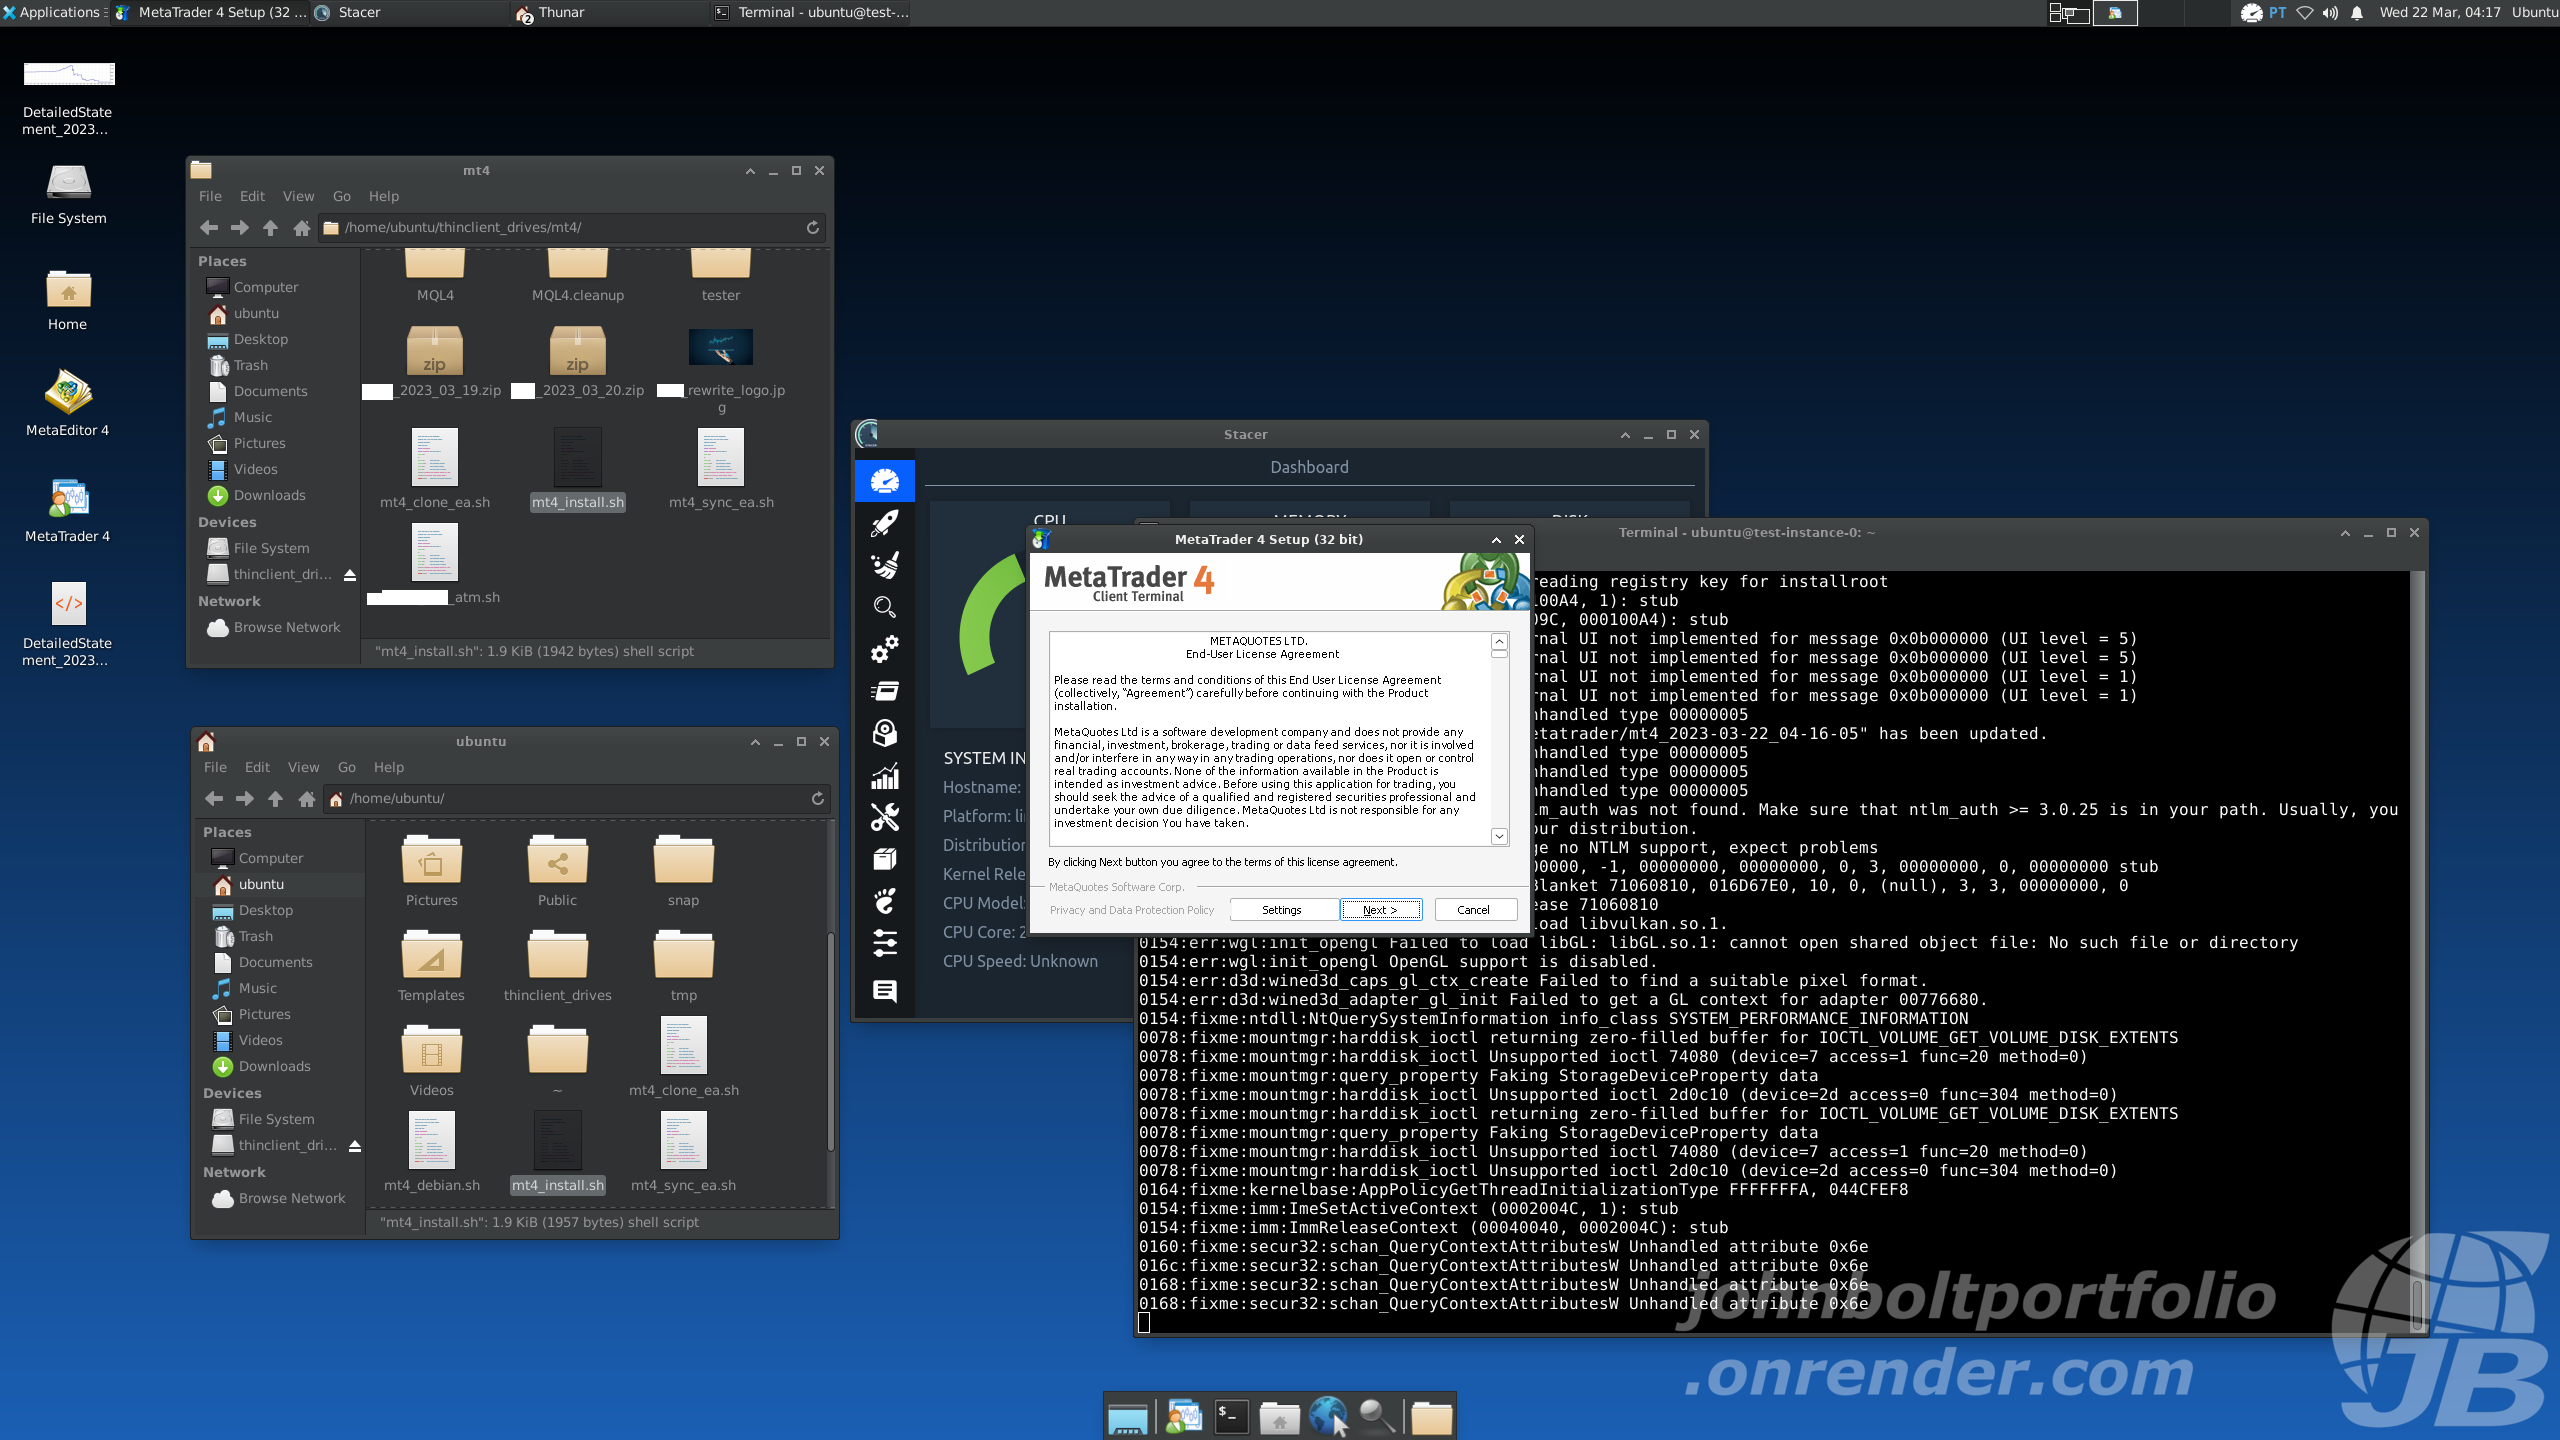 Applications
MetaTrader 4 Setup (32 ...
Stacer
2
Thunar
Terminal - ubuntu@test-...
PT
Wed 22 Mar, 04:17
Ubuntu
DetailedState
ment_2023...
File System
Home
MetaEditor 4
MetaTrader 4
DetailedState
ment_2023...
mt4
File Edit View Go Help
/home/ubuntu/thinclient_drives/mt4/
Places
Computer
ubuntu
Desktop
Trash
Documents
Music
Pictures
Videos
Downloads
Devices
File System
thinclient_dri...
Network
Browse Network
MQL4
MQL4.cleanup
tester
zip
zip
_2023_03_19.zip
_2023_03_20.zip
_rewrite_logo.jp
g
mt4_clone_ea.sh
mt4_install.sh
mt4_sync_ea.sh
_atm.sh
"mt4_install.sh": 1.9 KiB (1942 bytes) shell script
ubuntu
File Edit View Go Help
/home/ubuntu/
Places
Computer
ubuntu
Desktop
Trash
Documents
Music
Pictures
Videos
Downloads
Devices
File System
thinclient_dri...
Network
Browse Network
Pictures
Public
snap
Templates
thinclient_drives
tmp
Videos
~
mt4_clone_ea.sh
mt4_debian.sh
mt4_install.sh
mt4_sync_ea.sh
"mt4_install.sh": 1.9 KiB (1957 bytes) shell script
Stacer
Dashboard
CPU
MEMORY
DISK
SYSTEM IN
Hostname:
Platform: li
Distributio
Kernel Rele
CPU Model:
CPU Core: 2
CPU Speed: Unknown
MetaTrader 4 Setup (32 bit)
MetaTrader 4
Client Terminal
METAQUOTES LTD.
End-User License Agreement
Please read the terms and conditions of this End User License Agreement
(collectively, "Agreement") carefully before continuing with the Product
installation.
MetaQuotes Ltd is a software development company and does not provide any
financial, investment, brokerage, trading or data feed services, nor it is involved
and/or interfere in any way in any trading operations, nor does it open or control
real trading accounts. None of the information available in the Product is
intended as investment advice. Before using this application for trading, you
should seek the advice of a qualified and registered securities professional and
undertake your own due diligence. MetaQuotes Ltd is not responsible for any
investment decision You have taken.
By clicking Next button you agree to the terms of this license agreement.
MetaQuotes Software Corp.
Privacy and Data Protection Policy
Settings
Next >
Cancel
Terminal - ubuntu@test-instance-0: ~
reading registry key for installroot
100A4, 1): stub
09C, 000100A4): stub
nal UI not implemented for message 0x0b000000 (UI level = 5)
nal UI not implemented for message 0x0b000000 (UI level = 5)
nal UI not implemented for message 0x0b000000 (UI level = 1)
nal UI not implemented for message 0x0b000000 (UI level = 1)
nhandled type 00000005
etatrader/mt4_2023-03-22_04-16-05" has been updated.
nhandled type 00000005
nhandled type 00000005
nhandled type 00000005
lm_auth was not found. Make sure that ntlm_auth >= 3.0.25 is in your path. Usually, you
our distribution.
ge no NTLM support, expect problems
00000, -1, 00000000, 00000000, 0, 3, 00000000, 0, 00000000 stub
Blanket 71060810, 016D67E0, 10, 0, (null), 3, 3, 00000000, 0
ease 71060810
load libvulkan.so.1.
0154:err:wgl:init_opengl Failed to load libGL: libGL.so.1: cannot open shared object file: No such file or directory
0154:err:wgl:init_opengl OpenGL support is disabled.
0154:err:d3d:wined3d_caps_gl_ctx_create Failed to find a suitable pixel format.
0154:err:d3d:wined3d_adapter_gl_init Failed to get a GL context for adapter 00776680.
0154:fixme:ntdll:NtQuerySystemInformation info_class SYSTEM_PERFORMANCE_INFORMATION
0078:fixme:mountmgr:harddisk_ioctl returning zero-filled buffer for IOCTL_VOLUME_GET_VOLUME_DISK_EXTENTS
0078:fixme:mountmgr:harddisk_ioctl Unsupported ioctl 74080 (device=7 access=1 func=20 method=0)
0078:fixme:mountmgr:query_property Faking StorageDeviceProperty data
0078:fixme:mountmgr:harddisk_ioctl Unsupported ioctl 2d0c10 (device=2d access=0 func=304 method=0)
0078:fixme:mountmgr:harddisk_ioctl returning zero-filled buffer for IOCTL_VOLUME_GET_VOLUME_DISK_EXTENTS
0078:fixme:mountmgr:query_property Faking StorageDeviceProperty data
0078:fixme:mountmgr:harddisk_ioctl Unsupported ioctl 74080 (device=7 access=1 func=20 method=0)
0078:fixme:mountmgr:harddisk_ioctl Unsupported ioctl 2d0c10 (device=2d access=0 func=304 method=0)
0164:fixme:kernelbase:AppPolicyGetThreadInitializationType FFFFFFFA, 044CFEF8
0154:fixme:imm:ImeSetActiveContext (0002004C, 1): stub
0154:fixme:imm:ImmReleaseContext (00040040, 0002004C): stub
0160:fixme:secur32:schan_QueryContextAttributesW Unhandled attribute 0x6e
016c:fixme:secur32:schan_QueryContextAttributesW Unhandled attribute 0x6e
0168:fixme:secur32:schan_QueryContextAttributesW Unhandled attribute 0x6e
0168:fixme:secur32:schan_QueryContextAttributesW Unhandled attribute 0x6e
johnboltportfolio
.onrender.com
JB